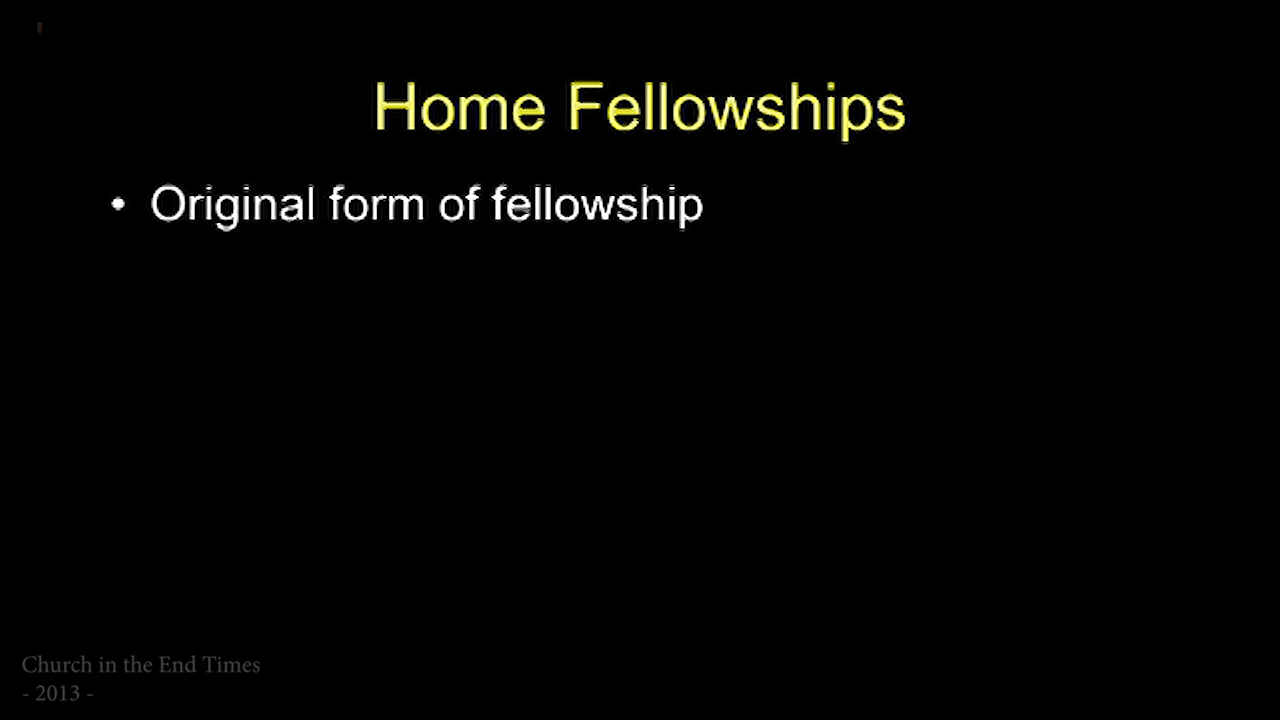 Home Fellowships
• Original form of fellowship
Church in the End Times
- 2013 -